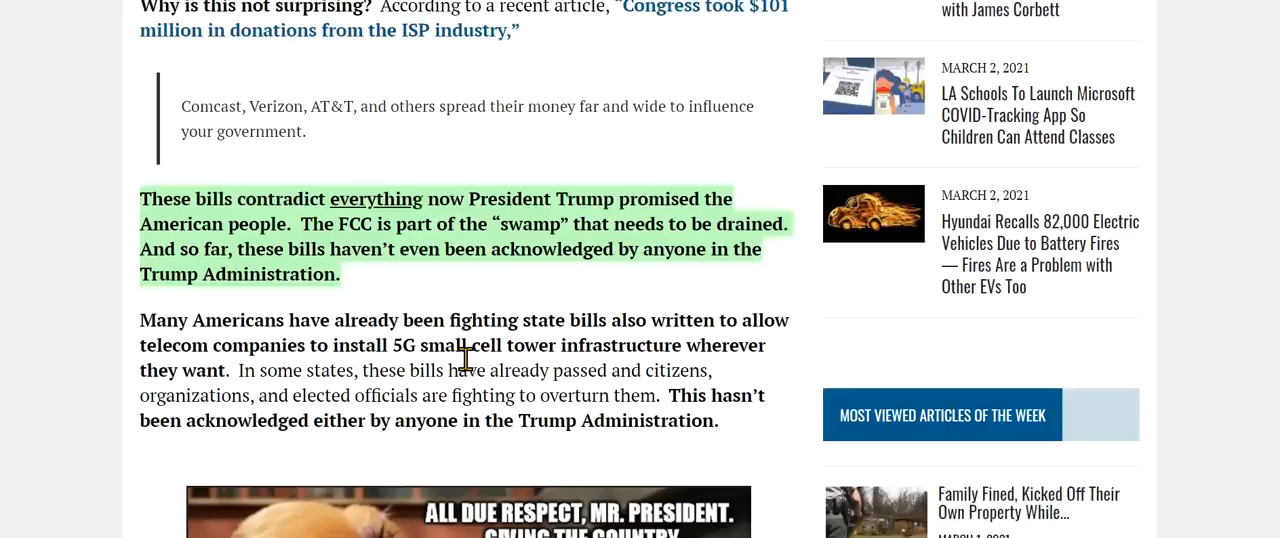 Why is this not surprising?  According to a recent article, “Congress took $101
million in donations from the ISP industry,”
Comcast, Verizon, AT&T, and others spread their money far and wide to influence
your government.
These bills contradict everything now President Trump promised the
American people.  The FCC is part of the “swamp” that needs to be drained.
And so far, these bills haven’t even been acknowledged by anyone in the
Trump Administration.
Many Americans have already been fighting state bills also written to allow
telecom companies to install 5G small cell tower infrastructure wherever
they want.  In some states, these bills have already passed and citizens,
organizations, and elected officials are fighting to overturn them.  This hasn’t
been acknowledged either by anyone in the Trump Administration.
ALL DUE RESPECT, MR. PRESIDENT.
GIVING THE COUNTRY
with James Corbett
MARCH 2, 2021
LA Schools To Launch Microsoft
COVID-Tracking App So
Children Can Attend Classes
MARCH 2, 2021
Hyundai Recalls 82,000 Electric
Vehicles Due to Battery Fires
— Fires Are a Problem with
Other EVs Too
MOST VIEWED ARTICLES OF THE WEEK
Family Fined, Kicked Off Their
Own Property While...
MARCH 1, 2021